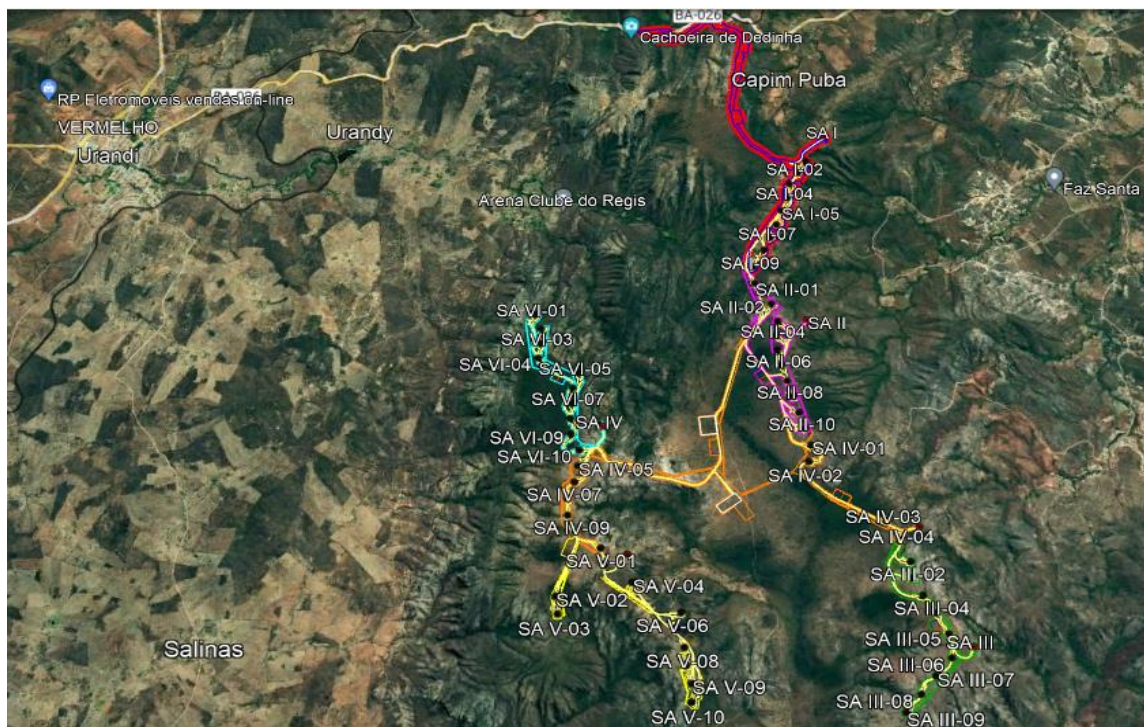 BA-026
Cachoeira de Dedinha
Capim Puba
RP Eletromoveis vendas on-line
BA-026
VERMELHO
Urandi
Urandy
SA I
SA I-02
Faz Santa
SA I-04
Arena Clube do Regis
SA I-05
SA I-07
SA II-09
SA II-01
SA II-02
SA VI-01
SA II
SA II-04
SA VI-03
SA II-06
SA VI-04
SA VI-05
SA II-08
SA VI-07
SA IV
SA II-10
SA VI-09
SA IV-01
SA VI-10
SA IV-05
SA IV-02
SA IV-07
SA IV-03
SA IV-09
SA IV-04
SA V-01
SA III-02
SA V-04
SA V-02
SA III-04
SA V-03
SA V-06
SA III-05
SA III
Salinas
SA V-08
SA III-06
SA III-07
SA V-09
SA III-08
SA V-10
SA III-09